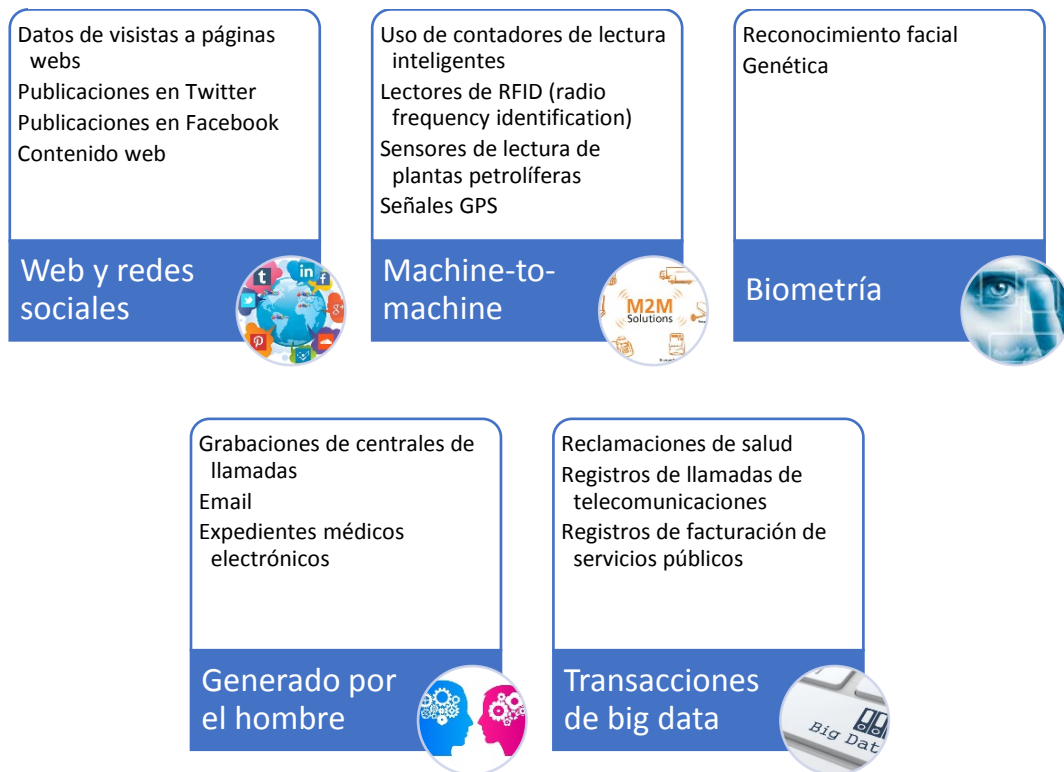 Datos de visistas a páginas
webs
Publicaciones en Twitter
Publicaciones en Facebook
Contenido web
Web y redes
sociales
Uso de contadores de lectura
inteligentes
Lectores de RFID (radio
frequency identification)
Sensores de lectura de
plantas petrolíferas
Señales GPS
Machine-to-
machine
M2M
Solutions
Reconocimiento facial
Genética
Biometría
Grabaciones de centrales de
llamadas
Email
Expedientes médicos
electrónicos
Generado por
el hombre
Reclamaciones de salud
Registros de llamadas de
telecomunicaciones
Registros de facturación de
servicios públicos
Transacciones
de big data
Big Dat